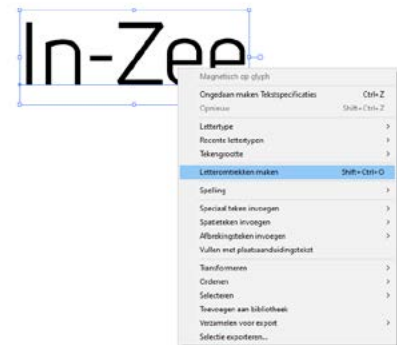 In-Zee
Magnetisch op glyph
Ongedaan maken Tekstspecificaties Ctrl+Z
Opnieuw Shift+Ctrl+Z
Lettertype
Recente lettertypen
Tekengrootte
Letteromtrekken maken Shift+Ctrl+O
Spelling
Speciaal teken invoegen
Spatieteken invoegen
Afbrekingsteken invoegen
Vullen met plaatsaanduidingstekst
Transformeren
Ordenen
Selecteren
Toevoegen aan bibliotheek
Verzamelen voor export
Selectie exporteren...